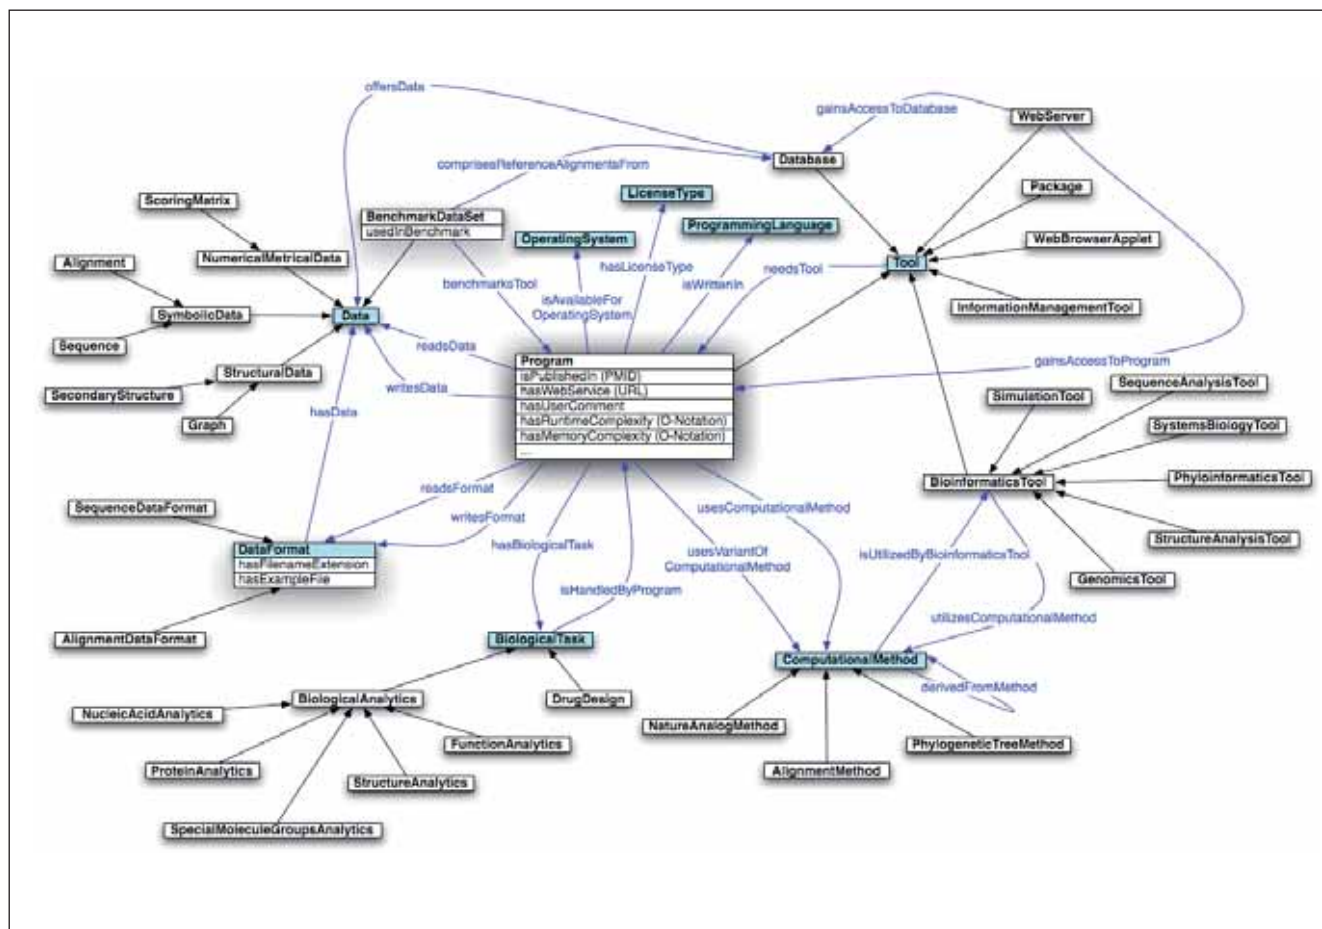 offersData
gainsAccessToDatabase
WebServer
Database
comprisesReferenceAlignmentsFrom
LicenseType
Package
ScoringMatrix
BenchmarkDataSet
usedInBenchmark
ProgrammingLanguage
OperatingSystem
WebBrowserApplet
Alignment
NumericalMetricalData
hasLicenseType
needsTool
Tool
benchmarksTool
isWrittenIn
isAvailableFor
OperatingSystem
InformationManagementTool
SymbolicData
Data
Sequence
readsData
Program
isPublishedIn (PMID)
hasWebService (URL)
hasUserComment
hasRuntimeComplexity (O-Notation)
hasMemoryComplexity (O-Notation)
...
gainsAccessToProgram
StructuralData
writesData
SecondaryStructure
SequenceAnalysisTool
SimulationTool
hasData
Graph
SystemsBiologyTool
BioinformaticsTool
PhyloinformaticsTool
readsFormat
SequenceDataFormat
usesComputationalMethod
writesFormat
StructureAnalysisTool
DataFormat
hasFilenameExtension
hasExampleFile
hasBiologicalTask
usesVariantOf
ComputationalMethod
isUtilizedByBioinformaticsTool
GenomicsTool
isHandledByProgram
utilizesComputationalMethod
AlignmentDataFormat
BiologicalTask
ComputationalMethod
derivedFromMethod
BiologicalAnalytics
DrugDesign
NucleicAcidAnalytics
NatureAnalogMethod
FunctionAnalytics
PhylogeneticTreeMethod
ProteinAnalytics
AlignmentMethod
StructureAnalytics
SpecialMoleculeGroupsAnalytics